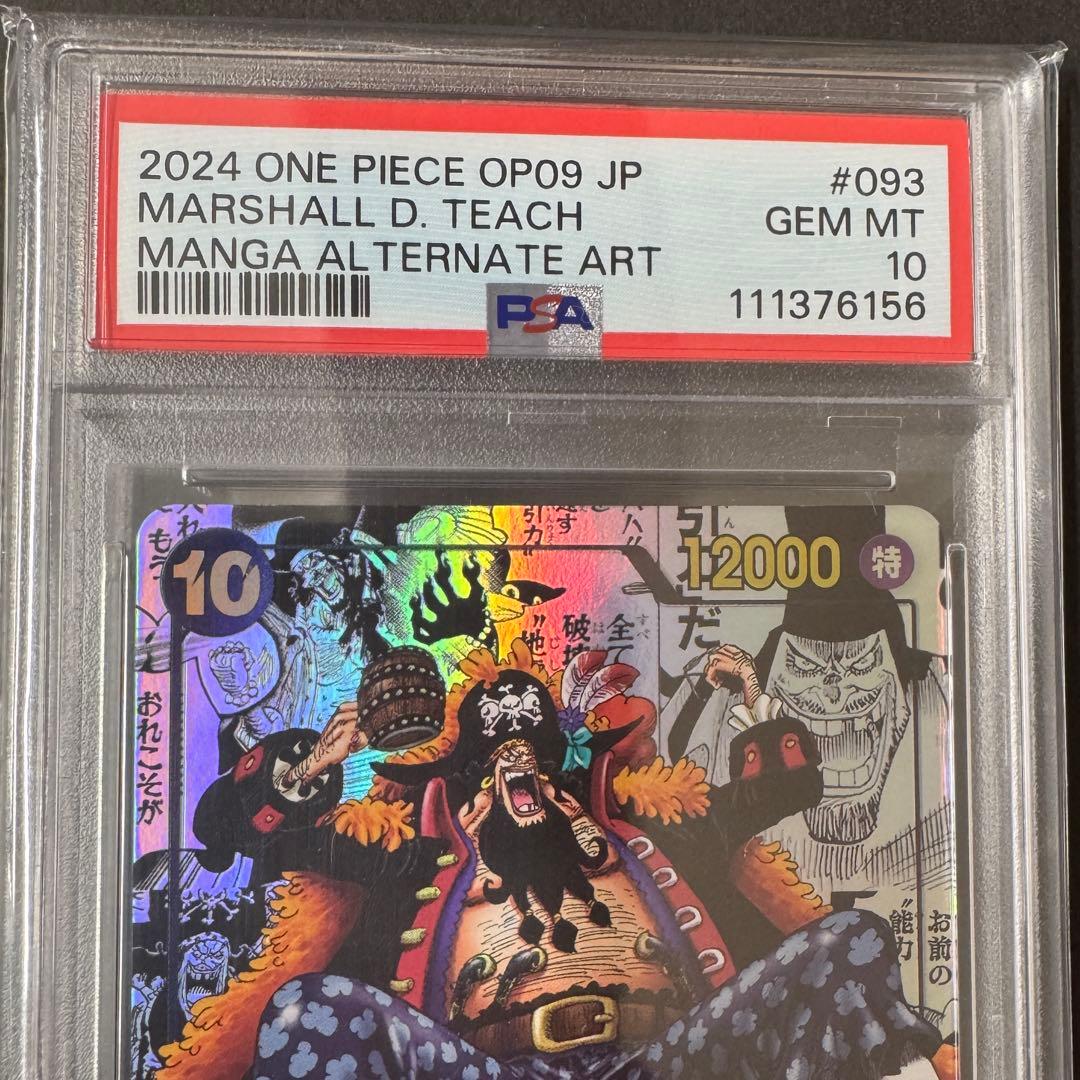 2024 ONE PIECE OP09 JP #093
MARSHALL D. TEACH GEM MT
MANGA ALTERNATE ART 10
PSA 111376156
10
12000 特
おれこそが
全て
お前の
"能力